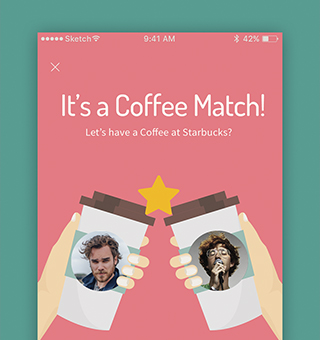 ●●●●● Sketch 9:41 AM 42%
It's a Coffee Match!
Let's have a Coffee at Starbucks?